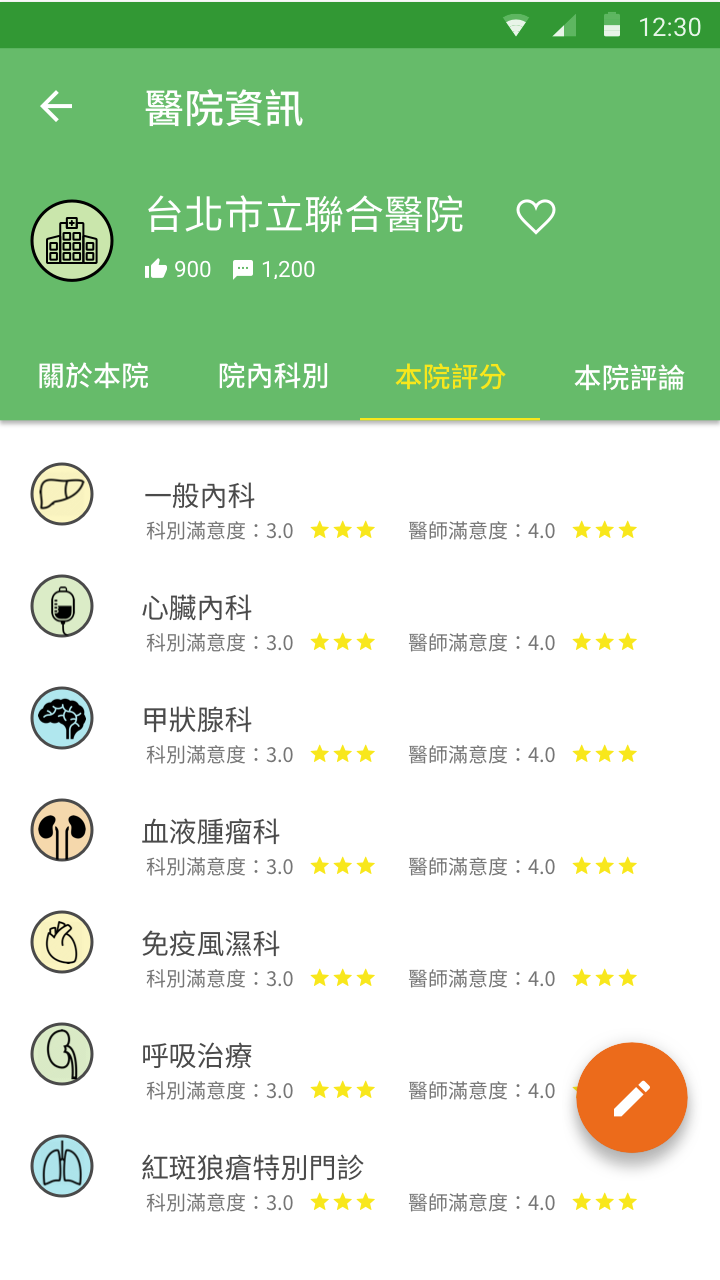 12:30
醫院資訊
台北市立聯合醫院
900 1,200
關於本院 院內科別 本院評分 本院評論
一般內科
科別滿意度：3.0 醫師滿意度：4.0
心臟內科
科別滿意度：3.0 醫師滿意度：4.0
甲狀腺科
科別滿意度：3.0 醫師滿意度：4.0
血液腫瘤科
科別滿意度：3.0 醫師滿意度：4.0
免疫風濕科
科別滿意度：3.0 醫師滿意度：4.0
呼吸治療
科別滿意度：3.0 醫師滿意度：4.0
紅斑狼瘡特別門診
科別滿意度：3.0 醫師滿意度：4.0